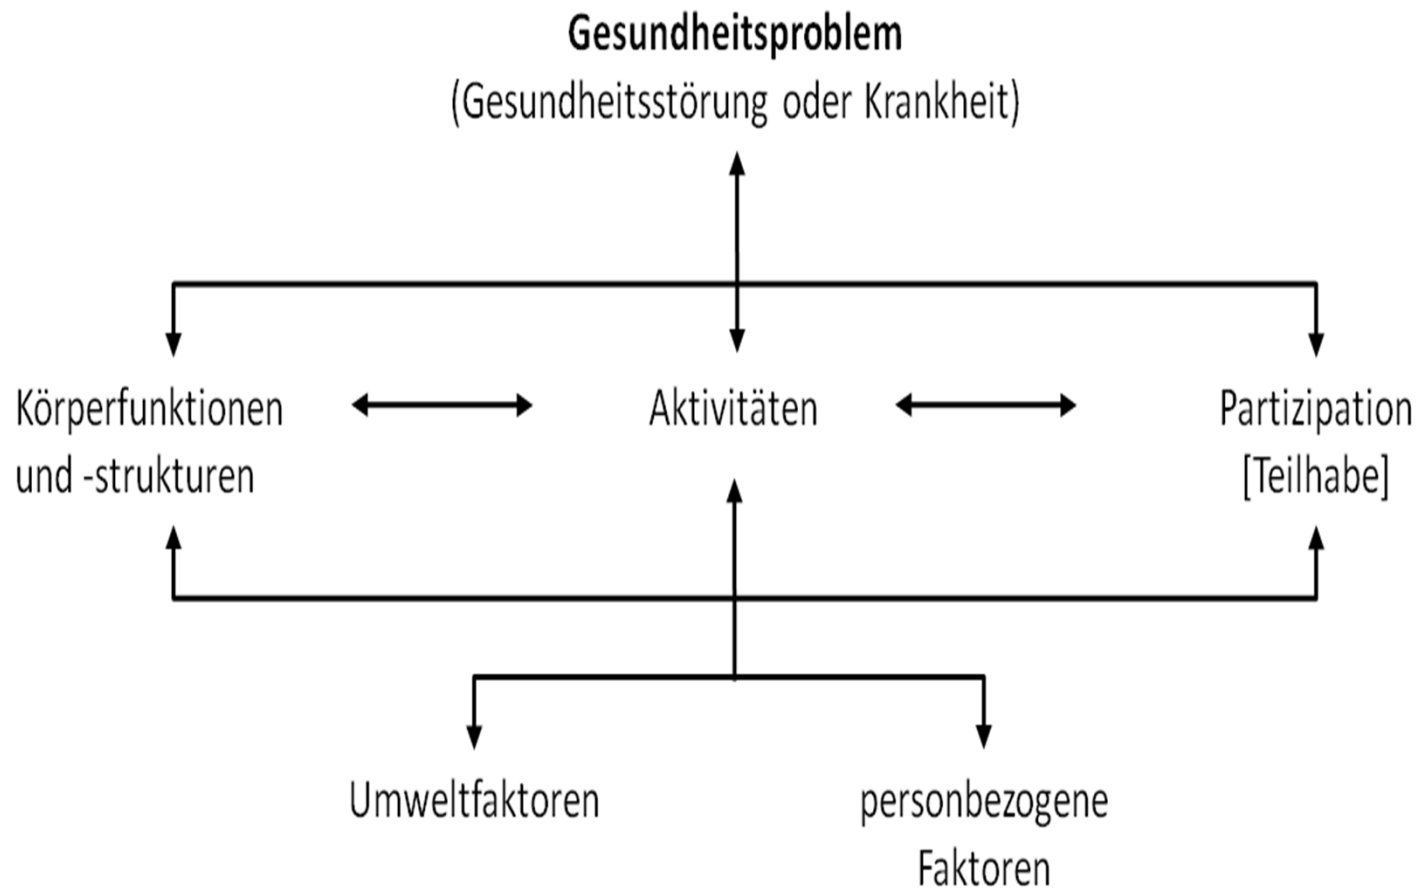 Gesundheitsproblem
(Gesundheitsstörung oder Krankheit)
Körperfunktionen
und -strukturen
Aktivitäten
Partizipation
[Teilhabe]
Umweltfaktoren
personbezogene
Faktoren